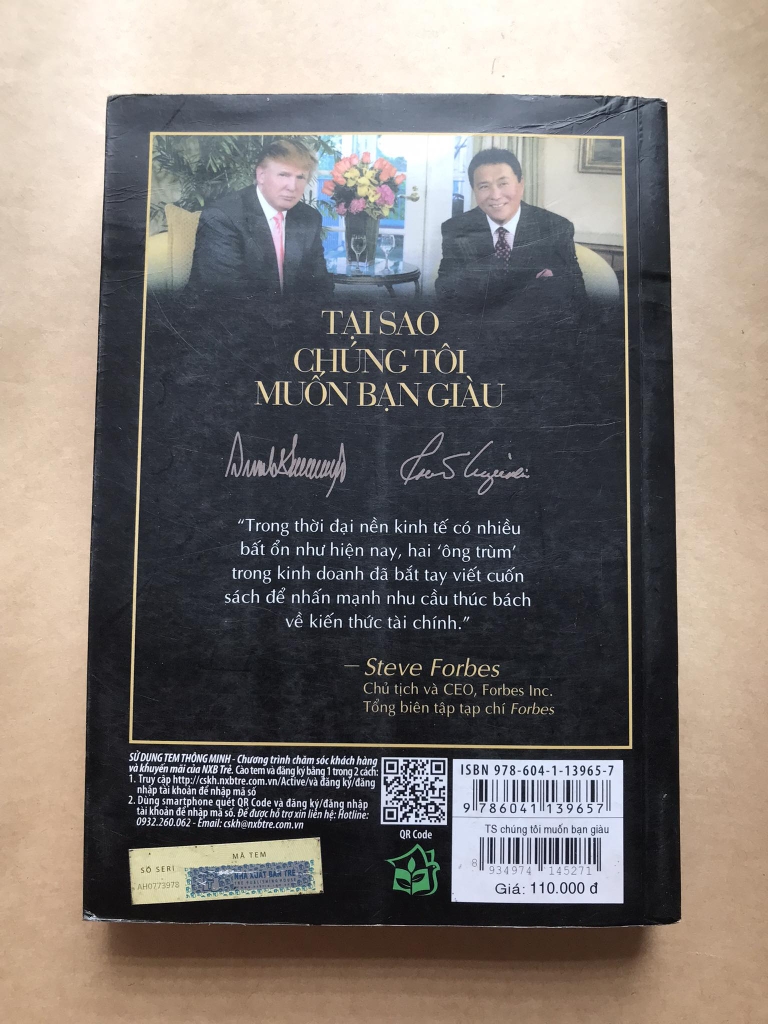 TẠI SAO
CHÚNG TÔI
MUỐN BẠN GIÀU
“Trong thời đại nền kinh tế có nhiều
bất ổn như hiện nay, hai ‘ông trùm’
trong kinh doanh đã bắt tay viết cuốn
sách để nhấn mạnh nhu cầu thức bách
về kiến thức tài chính.”
– Steve Forbes
Chủ tịch và CEO, Forbes Inc.
Tổng biên tập tạp chí Forbes
SỬ DỤNG TEM THÔNG MINH - Chương trình chăm sóc khách hàng
và khuyến mãi của NXB Trẻ. Cào tem và đăng ký bằng 1 trong 2 cách:
1. Truy cập http://cskh.nxbtre.com.vn/Active/và đăng ký/đăng
nhập tài khoản để nhập mã số
2. Dùng smartphone quét QR Code và đăng ký/đăng nhập
tài khoản để nhập mã số. Để được hỗ trợ xin liên hệ: Hotline:
0932.260.062 - Email: cskh@nxbtre.com.vn
QR Code
MÃ TEM
SỐ SERI
AH0773978
NHÀ XUẤT BẢN TRẺ
ISBN 978-604-1-13965-7
9 786041 139657
TS chúng tôi muốn bạn giàu
8 934974 145271
Giá: 110.000 đ